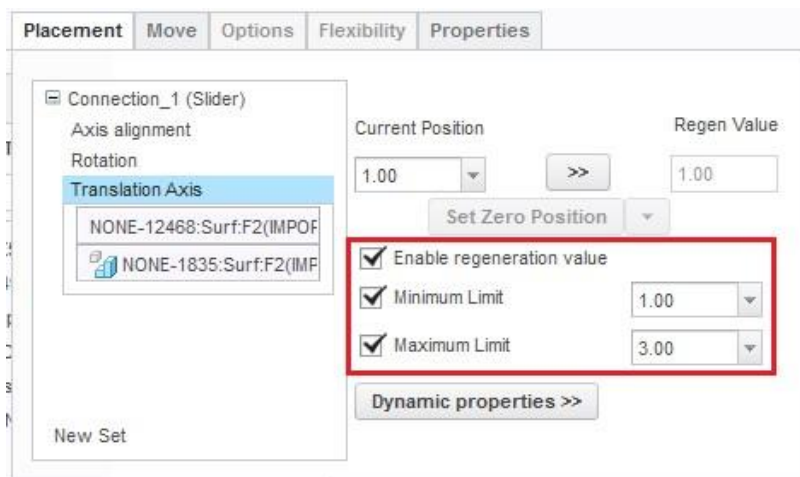 Placement Move Options Flexibility Properties
Connection_1 (Slider)
Axis alignment
Rotation
Translation Axis
NONE-12468:Surf:F2(IMPOF
NONE-1835:Surf:F2(IMP
New Set
Current Position Regen Value
1.00 >> 1.00
Set Zero Position
Enable regeneration value
Minimum Limit 1.00
Maximum Limit 3.00
Dynamic properties >>